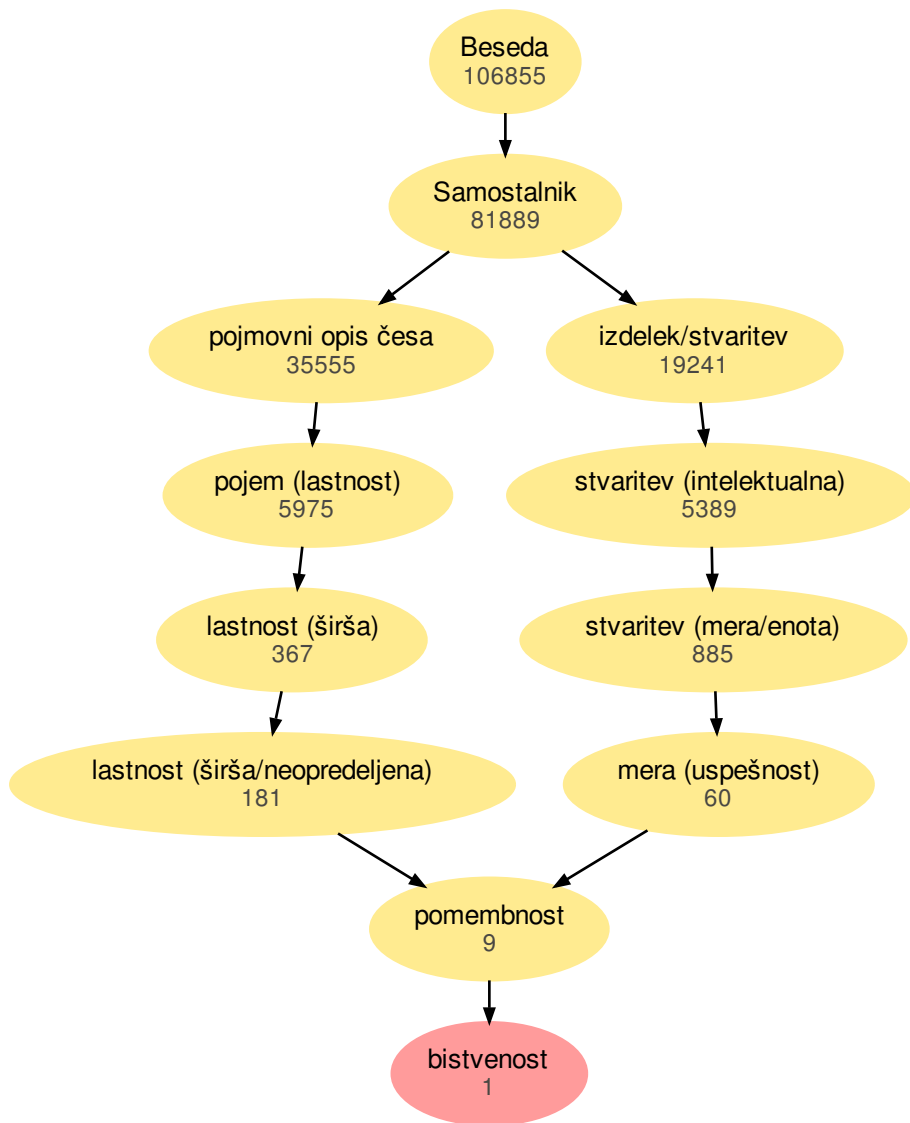 Beseda
106855
Samostalnik
81889
pojmovni opis česa
35555
izdelek/stvaritev
19241
pojem (lastnost)
5975
stvaritev (intelektualna)
5389
lastnost (širša)
367
stvaritev (mera/enota)
885
lastnost (širša/neopredeljena)
181
mera (uspešnost)
60
pomembnost
9
bistvenost
1